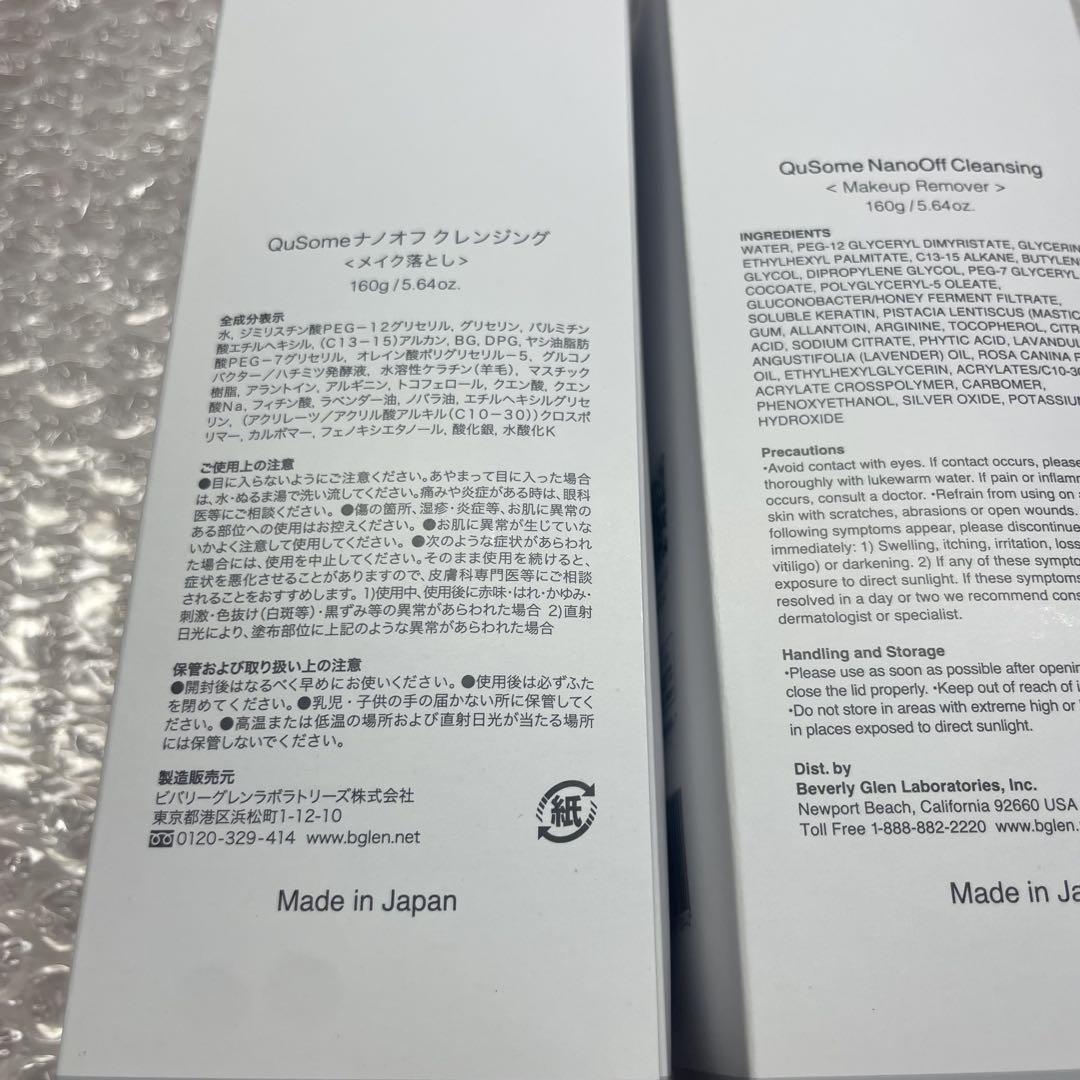 QuSomeナノオフ クレンジング
<メイク落とし>
160g/5.64oz.
全成分表示
水, ジミリスチン酸PEG-12グリセリル, グリセリン, パルミチン
酸エチルヘキシル, (C13-15)アルカン, BG, DPG, ヤシ油脂肪
酸PEG-7グリセリル, オレイン酸ポリグリセリル-5, グルコノ
バクター/ハチミツ発酵液, 水溶性ケラチン(羊毛), マスチック
樹脂, アラントイン, アルギニン, トコフェロール, クエン酸, クエン
酸Na, フィチン酸, ラベンダー油, ノバラ油, エチルヘキシルグリセ
リン, (アクリレーツ/アクリル酸アルキル(C10-30))クロスポ
リマー, カルボマー, フェノキシエタノール, 酸化銀, 水酸化K
ご使用上の注意
●目に入らないようにご注意ください。あやまって目に入った場合
は、水・ぬるま湯で洗い流してください。痛みや炎症がある時は、眼科
医等にご相談ください。 ●傷の箇所、湿疹・炎症等、お肌に異常の
ある部位への使用はお控えください。 ●お肌に異常が生じていな
いかよく注意して使用してください。 ●次のような症状があらわれ
た場合には、使用を中止してください。そのまま使用を続けると、
症状を悪化させることがありますので、皮膚科専門医等にご相談
されることをおすすめします。 1)使用中、使用後に赤味・はれ・かゆみ・
刺激・色抜け(白斑等)・黒ずみ等の異常があらわれた場合 2)直射
日光により、塗布部位に上記のような異常があらわれた場合
保管および取り扱い上の注意
●開封後はなるべく早めにお使いください。 ●使用後は必ずふた
を閉めてください。 ●乳児・子供の手の届かない所に保管してく
ださい。 ●高温または低温の場所および直射日光が当たる場所
には保管しないでください。
製造販売元
ビバリーグレンラボラトリーズ株式会社
東京都港区浜松町1-12-10
0120-329-414 www.bglen.net
紙
Made in Japan
QuSome NanoOff Cleansing
< Makeup Remover >
160g/5.64oz.
INGREDIENTS
WATER, PEG-12 GLYCERYL DIMYRISTATE, GLYCERIN
ETHYLHEXYL PALMITATE, C13-15 ALKANE, BUTYLEN
GLYCOL, DIPROPYLENE GLYCOL, PEG-7 GLYCERYL
COCOATE, POLYGLYCERYL-5 OLEATE,
GLUCONOBACTER/HONEY FERMENT FILTRATE,
SOLUBLE KERATIN, PISTACIA LENTISCUS (MASTIC
GUM, ALLANTOIN, ARGININE, TOCOPHEROL, CITR
ACID, SODIUM CITRATE, PHYTIC ACID, LAVANDUL
ANGUSTIFOLIA (LAVENDER) OIL, ROSA CANINA F
OIL, ETHYLHEXYLGLYCERIN, ACRYLATES/C10-30
ACRYLATE CROSSPOLYMER, CARBOMER,
PHENOXYETHANOL, SILVER OXIDE, POTASSIUM
HYDROXIDE
Precautions
•Avoid contact with eyes. If contact occurs, please
thoroughly with lukewarm water. If pain or inflamm
occurs, consult a doctor. •Refrain from using on
skin with scratches, abrasions or open wounds.
following symptoms appear, please discontinue
immediately: 1) Swelling, itching, irritation, loss
vitiligo) or darkening. 2) If any of these sympto
exposure to direct sunlight. If these symptoms
resolved in a day or two we recommend cons
dermatologist or specialist.
Handling and Storage
•Please use as soon as possible after openin
close the lid properly. •Keep out of reach of i
•Do not store in areas with extreme high or
in places exposed to direct sunlight.
Dist. by
Beverly Glen Laboratories, Inc.
Newport Beach, California 92660 USA
Toll Free 1-888-882-2220 www.bglen.
Made in Ja